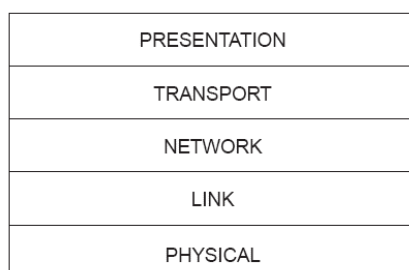 PRESENTATION
TRANSPORT
NETWORK
LINK
PHYSICAL